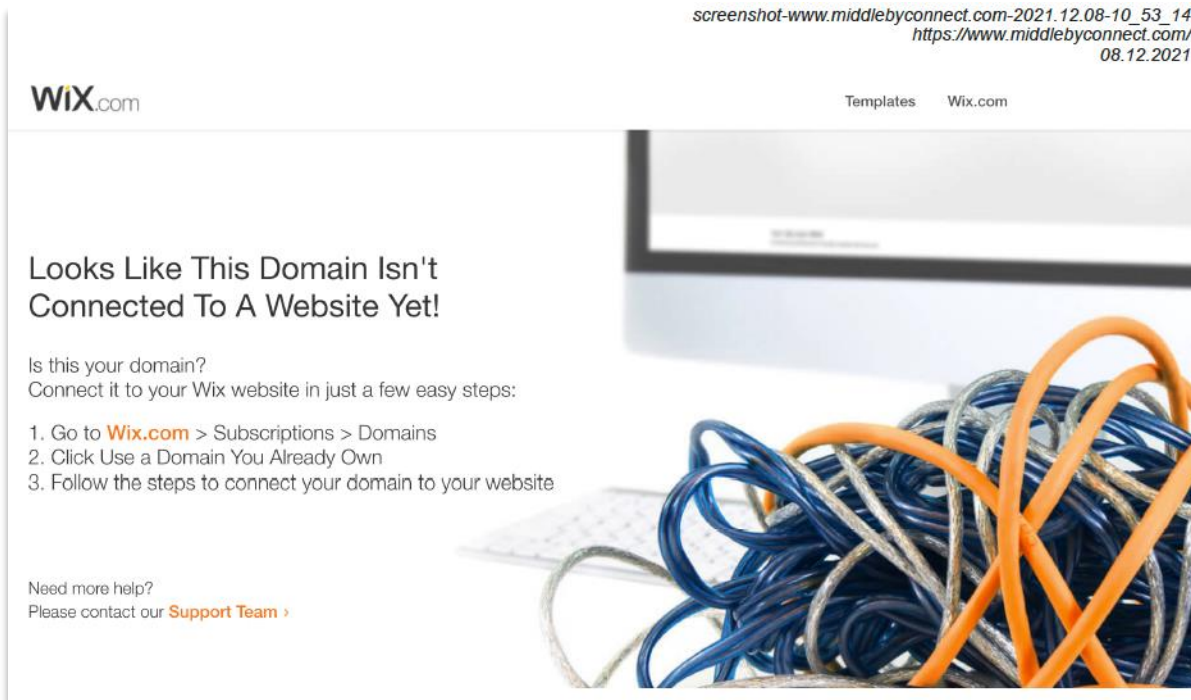 screenshot-www.middlebyconnect.com-2021.12.08-10_53_14
https://www.middlebyconnect.com/
08.12.2021
WiX.com
Templates Wix.com
Looks Like This Domain Isn't
Connected To A Website Yet!
Is this your domain?
Connect it to your Wix website in just a few easy steps:
1. Go to Wix.com > Subscriptions > Domains
2. Click Use a Domain You Already Own
3. Follow the steps to connect your domain to your website
Need more help?
Please contact our Support Team ›